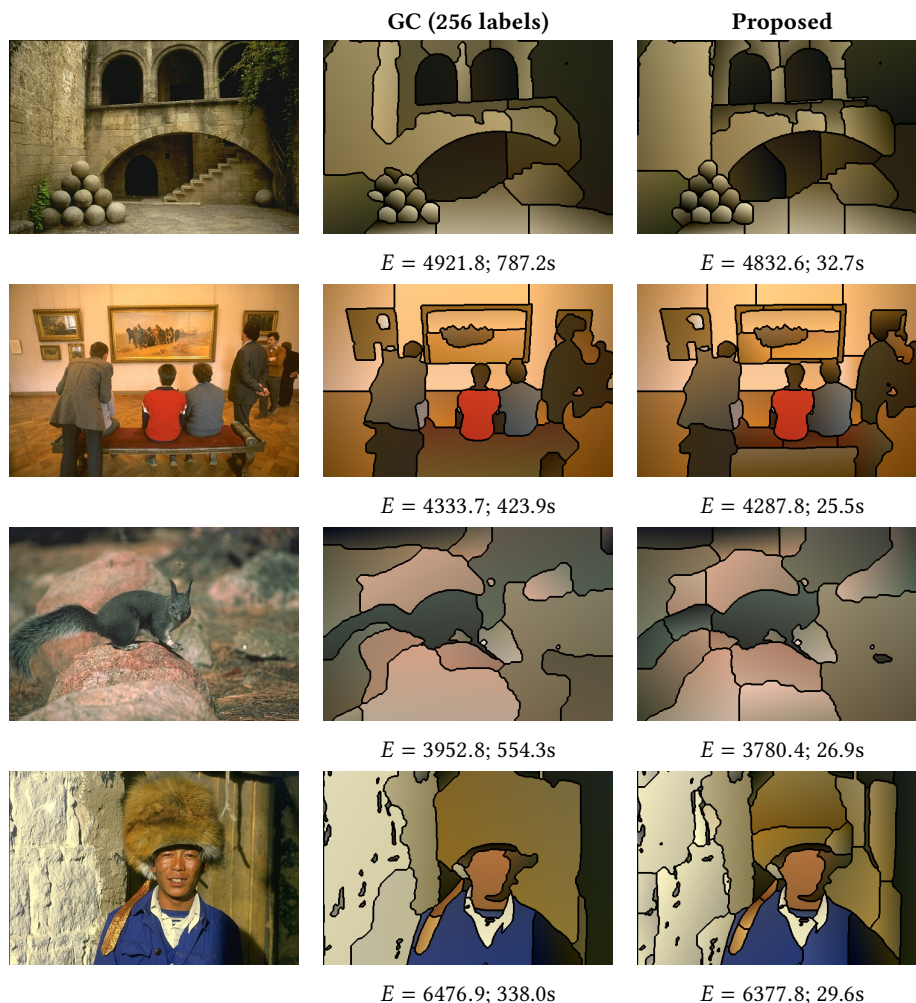 GC (256 labels) Proposed
E = 4921.8; 787.2s E = 4832.6; 32.7s
E = 4333.7; 423.9s E = 4287.8; 25.5s
E = 3952.8; 554.3s E = 3780.4; 26.9s
E = 6476.9; 338.0s E = 6377.8; 29.6s